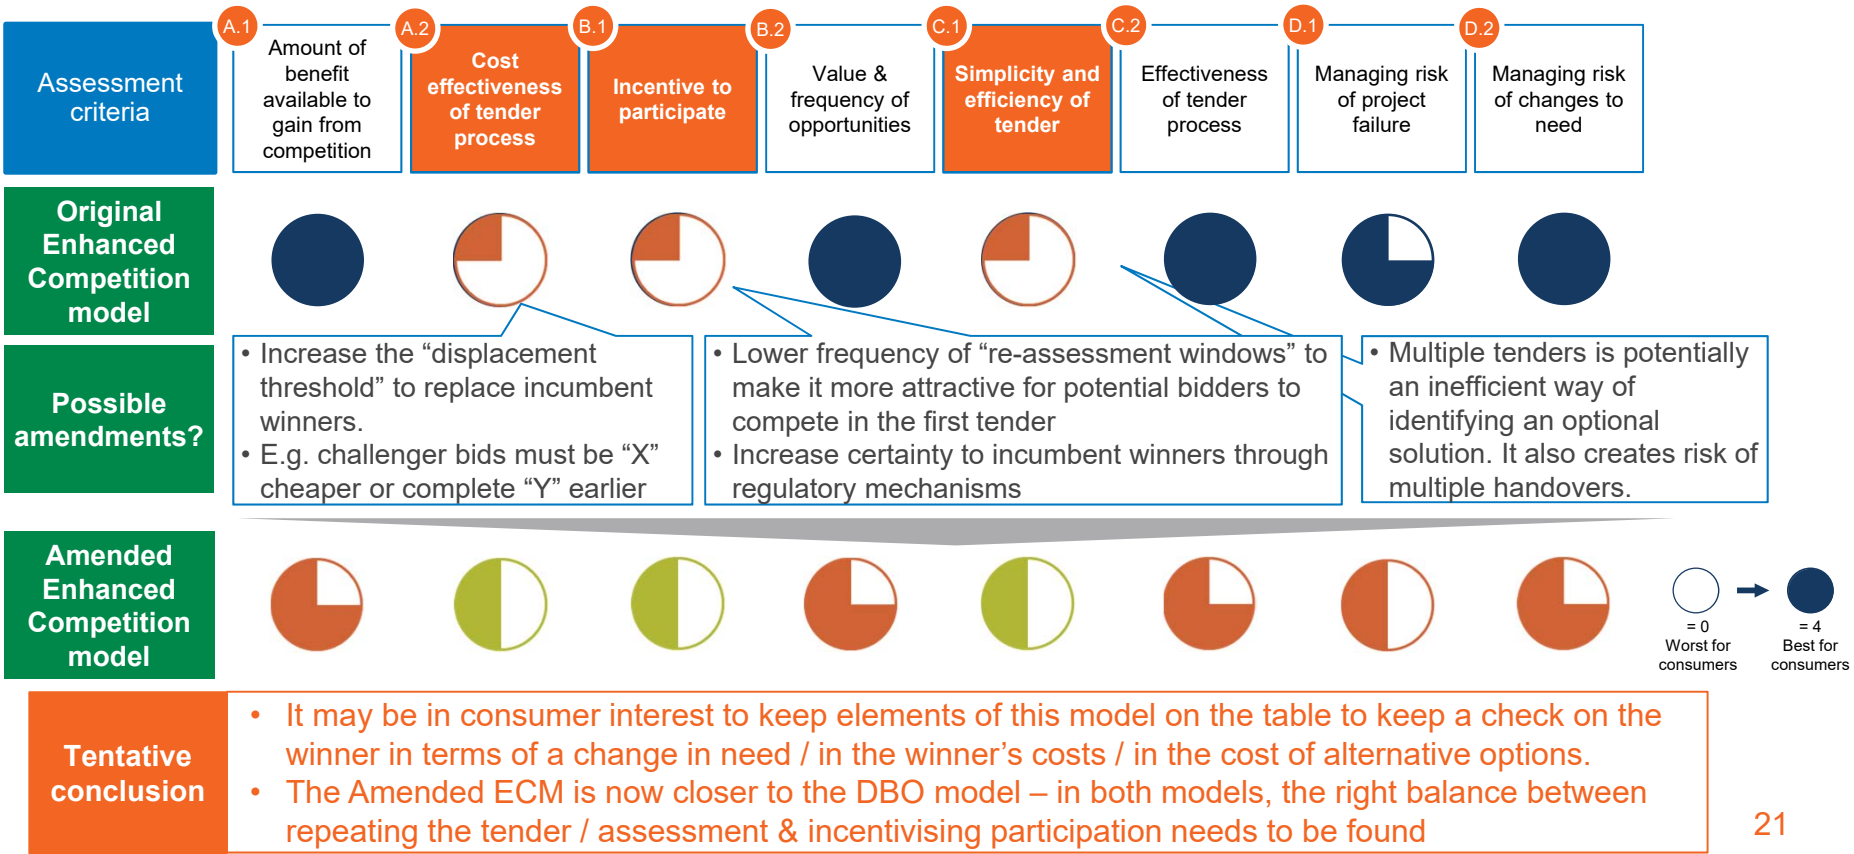 A.1
A.2
B.1
B.2
C.1
C.2
D.1
D.2
Assessment
criteria
Amount of
benefit
available to
gain from
competition
Cost
effectiveness
of tender
process
Incentive to
participate
Value &
frequency of
opportunities
Simplicity and
efficiency of
tender
Effectiveness
of tender
process
Managing risk
of project
failure
Managing risk
of changes to
need
Original
Enhanced
Competition
model
Possible
amendments?
• Increase the “displacement
threshold” to replace incumbent
winners.
• E.g. challenger bids must be “X”
cheaper or complete “Y” earlier
• Lower frequency of “re-assessment windows” to
make it more attractive for potential bidders to
compete in the first tender
• Increase certainty to incumbent winners through
regulatory mechanisms
• Multiple tenders is potentially
an inefficient way of
identifying an optional
solution. It also creates risk of
multiple handovers.
Amended
Enhanced
Competition
model
= 0
Worst for
consumers
= 4
Best for
consumers
Tentative
conclusion
• It may be in consumer interest to keep elements of this model on the table to keep a check on the
winner in terms of a change in need / in the winner’s costs / in the cost of alternative options.
• The Amended ECM is now closer to the DBO model – in both models, the right balance between
repeating the tender / assessment & incentivising participation needs to be found
21